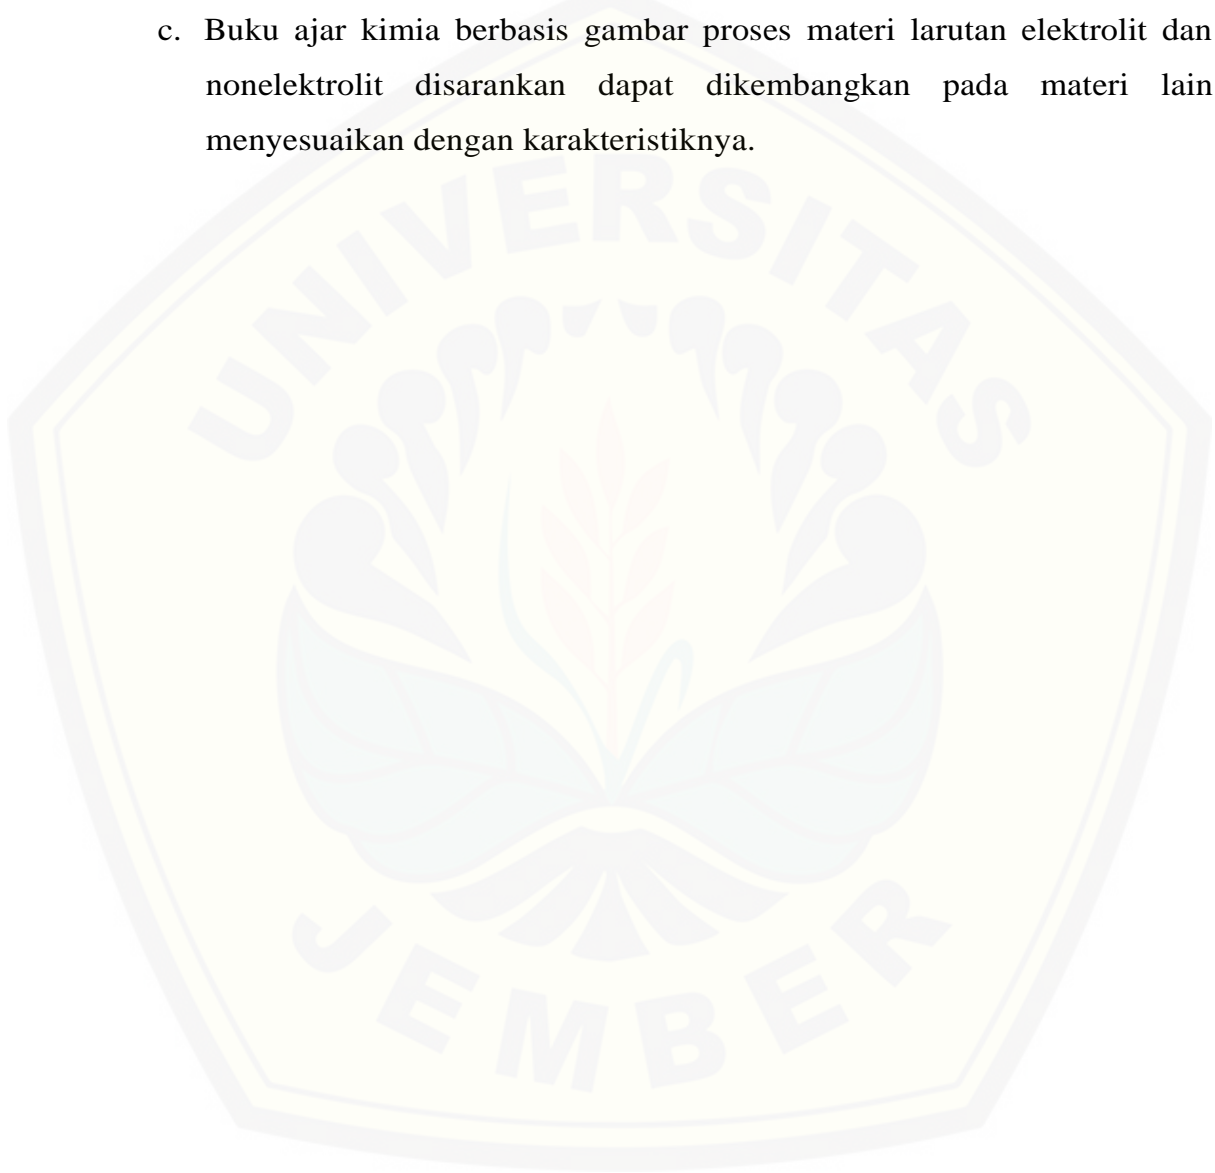 c. Buku ajar kimia berbasis gambar proses materi larutan elektrolit dan
nonelektrolit disarankan dapat dikembangkan pada materi lain
menyesuaikan dengan karakteristiknya.
UNIVERSITAS
JEMBER